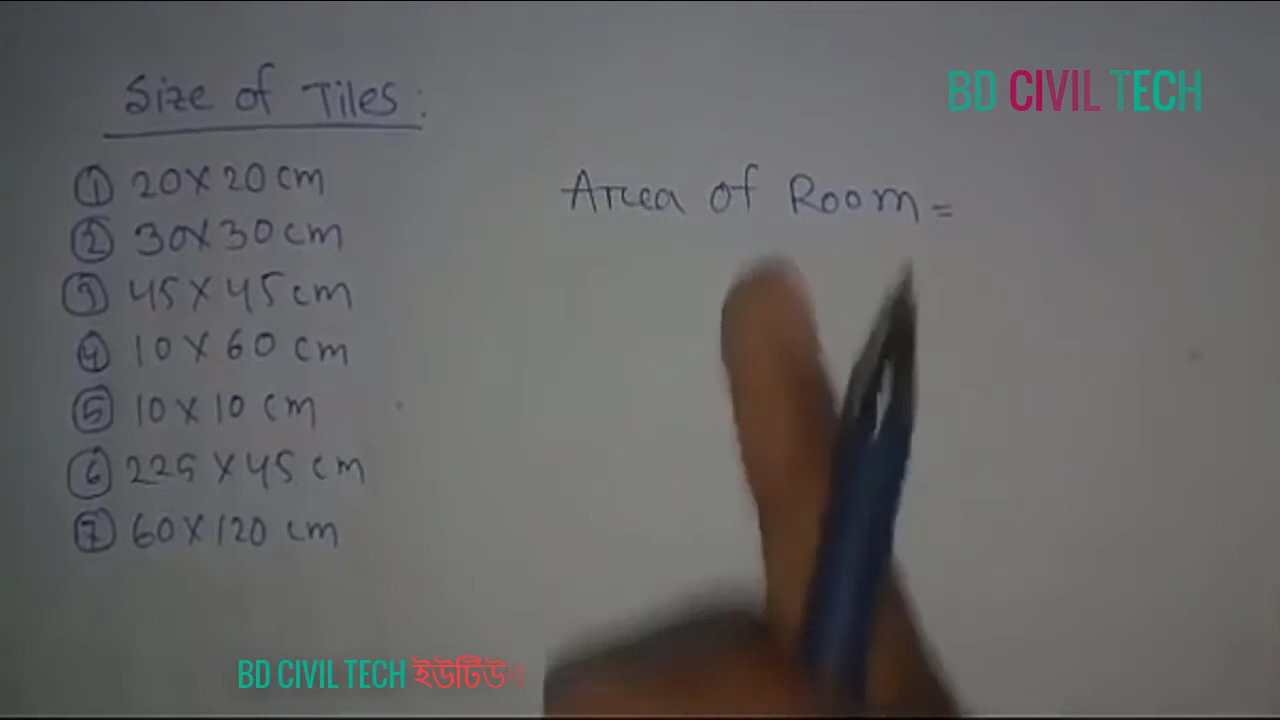 BD CIVIL TECH
Size of Tiles:
① 20X20 cm
② 30X30 cm
③ 45X45 cm
④ 10X60 cm
⑤ 10X10 cm
⑥ 225X45 cm
⑦ 60X120 cm
Area of Room=
BD CIVIL TECH